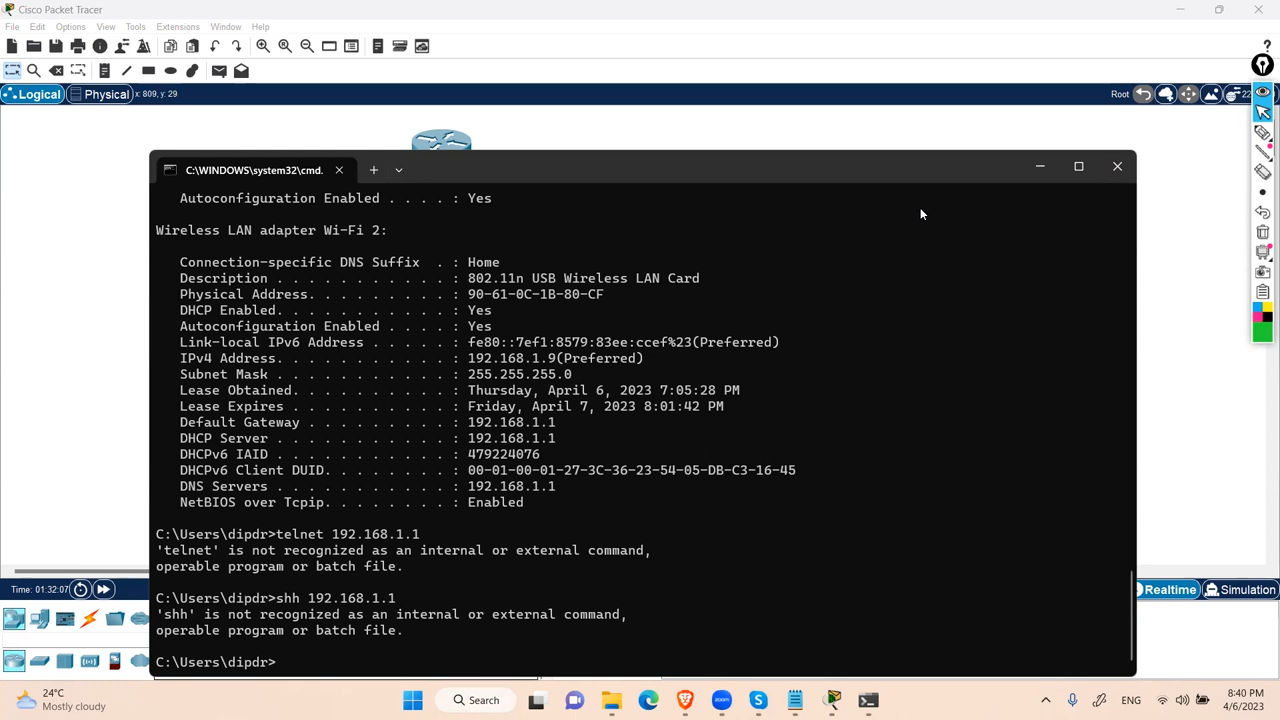 Cisco Packet Tracer
File Edit Options View Tools Extensions Window Help
?
Logical Physical x: 809, y: 29
Root
C:\WINDOWS\system32\cmd.
Autoconfiguration Enabled . . . . : Yes
Wireless LAN adapter Wi-Fi 2:
Connection-specific DNS Suffix  . : Home
Description . . . . . . . . . . . : 802.11n USB Wireless LAN Card
Physical Address. . . . . . . . . : 90-61-0C-1B-80-CF
DHCP Enabled. . . . . . . . . . . : Yes
Autoconfiguration Enabled . . . . : Yes
Link-local IPv6 Address . . . . . : fe80::7ef1:8579:83ee:ccef%23(Preferred)
IPv4 Address. . . . . . . . . . . : 192.168.1.9(Preferred)
Subnet Mask . . . . . . . . . . . : 255.255.255.0
Lease Obtained. . . . . . . . . . : Thursday, April 6, 2023 7:05:28 PM
Lease Expires . . . . . . . . . . : Friday, April 7, 2023 8:01:42 PM
Default Gateway . . . . . . . . . : 192.168.1.1
DHCP Server . . . . . . . . . . . : 192.168.1.1
DHCPv6 IAID . . . . . . . . . . . : 479224076
DHCPv6 Client DUID. . . . . . . . : 00-01-00-01-27-3C-36-23-54-05-DB-C3-16-45
DNS Servers . . . . . . . . . . . : 192.168.1.1
NetBIOS over Tcpip. . . . . . . . : Enabled
C:\Users\dipdr>telnet 192.168.1.1
'telnet' is not recognized as an internal or external command,
operable program or batch file.
C:\Users\dipdr>shh 192.168.1.1
'shh' is not recognized as an internal or external command,
operable program or batch file.
C:\Users\dipdr>
Time: 01:32:07
Realtime Simulation
24°C
Mostly cloudy
Search
zoom
ENG
8:40 PM
4/6/2023